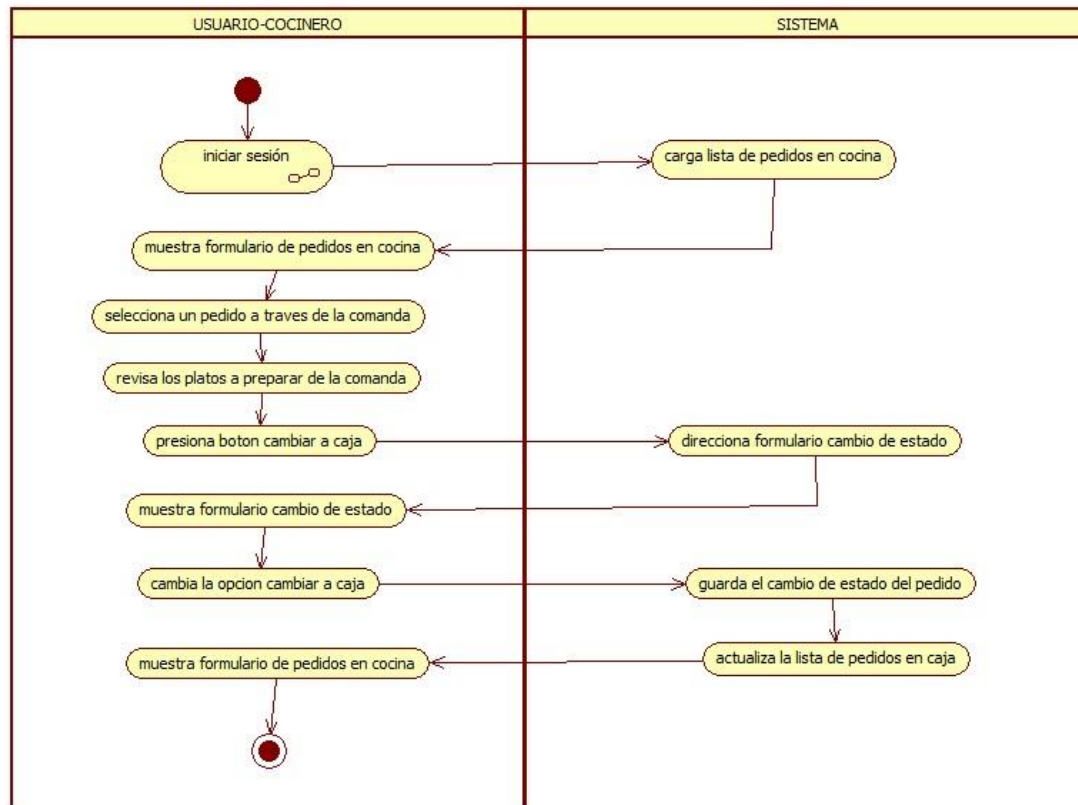 USUARIO-COCINERO
SISTEMA
iniciar sesión
carga lista de pedidos en cocina
muestra formulario de pedidos en cocina
selecciona un pedido a traves de la comanda
revisa los platos a preparar de la comanda
presiona boton cambiar a caja
direcciona formulario cambio de estado
muestra formulario cambio de estado
cambia la opcion cambiar a caja
guarda el cambio de estado del pedido
actualiza la lista de pedidos en caja
muestra formulario de pedidos en cocina